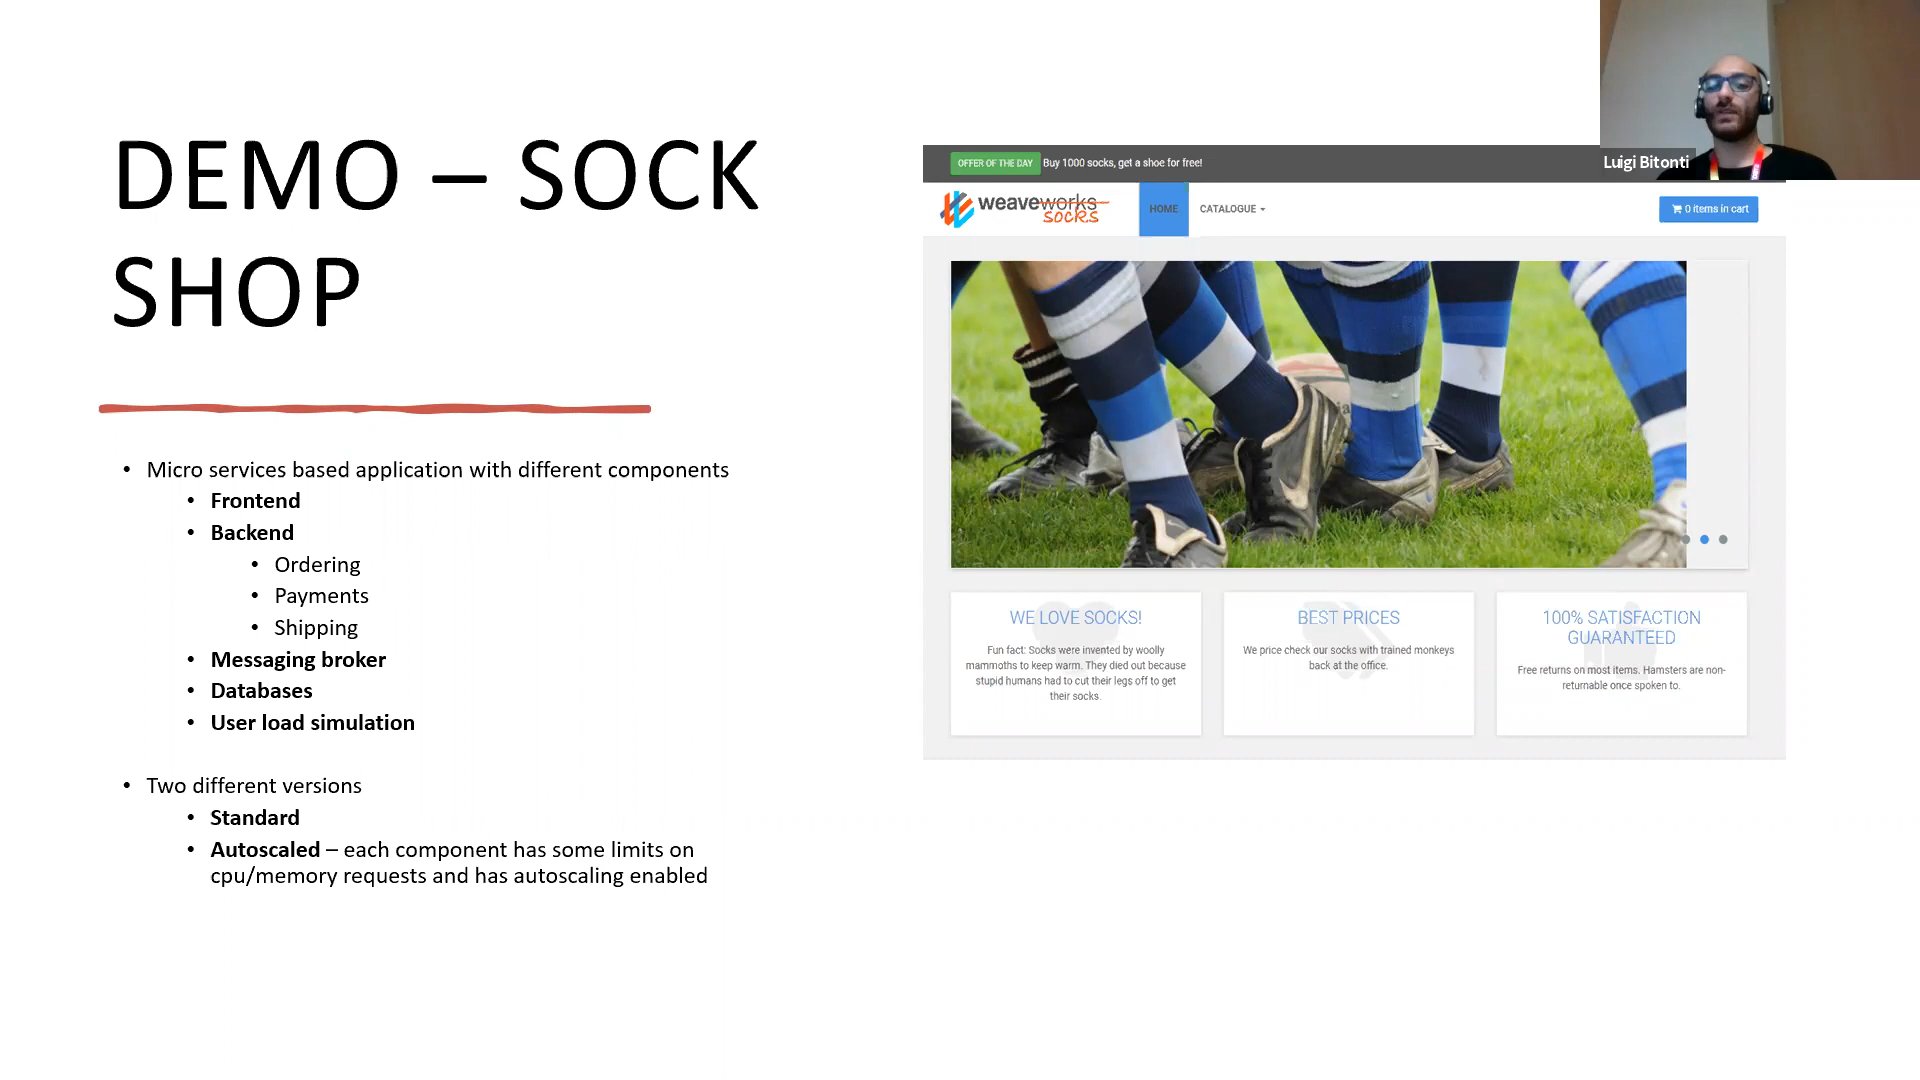 DEMO – SOCK
SHOP
• Micro services based application with different components
• Frontend
• Backend
• Ordering
• Payments
• Shipping
• Messaging broker
• Databases
• User load simulation
• Two different versions
• Standard
• Autoscaled – each component has some limits on
cpu/memory requests and has autoscaling enabled
Luigi Bitonti
OFFER OF THE DAY Buy 1000 socks, get a shoe for free!
weaveworks
socks
HOME CATALOGUE
0 items in cart
WE LOVE SOCKS!
Fun fact: Socks were invented by woolly
mammoths to keep warm. They died out because
stupid humans had to cut their legs off to get
their socks.
BEST PRICES
We price check our socks with trained monkeys
back at the office.
100% SATISFACTION
GUARANTEED
Free returns on most items. Hamsters are non-
returnable once spoken to.